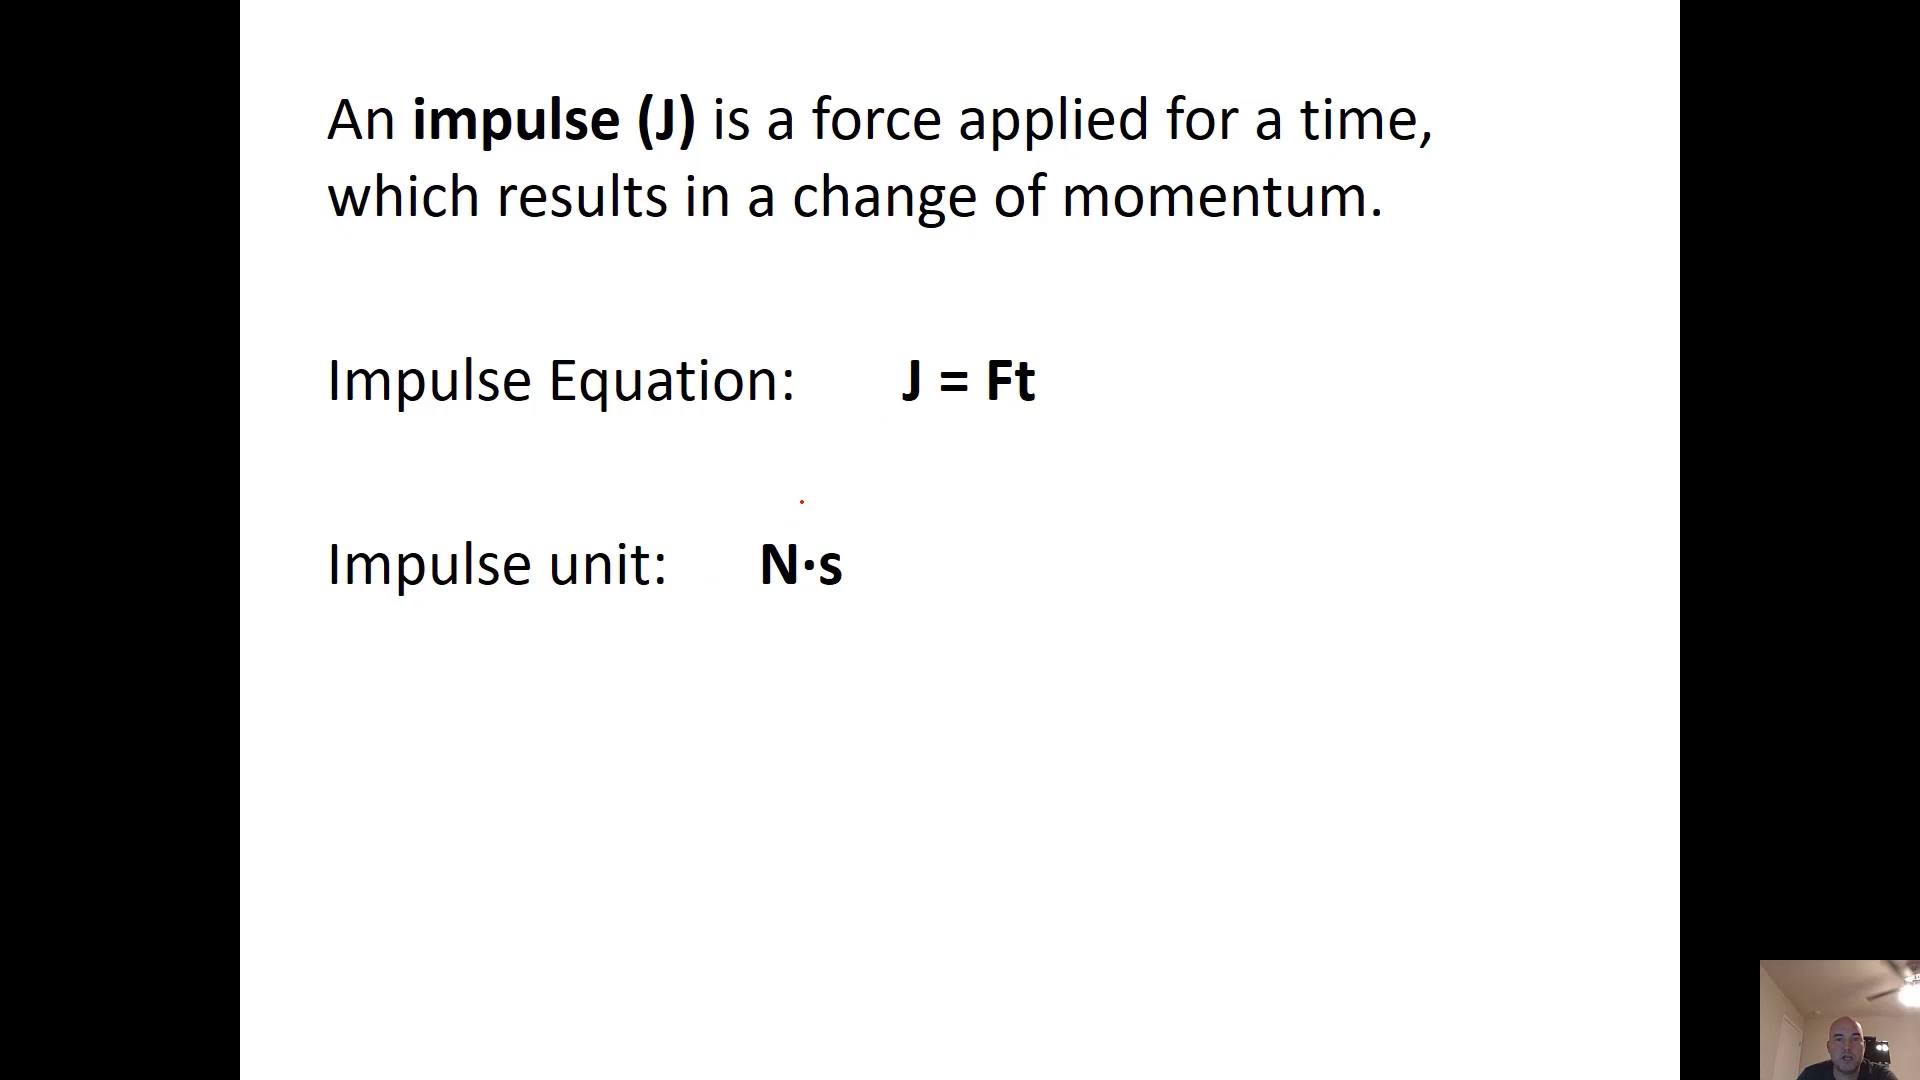 An impulse (J) is a force applied for a time,
which results in a change of momentum.
Impulse Equation: J = Ft
Impulse unit: N·s